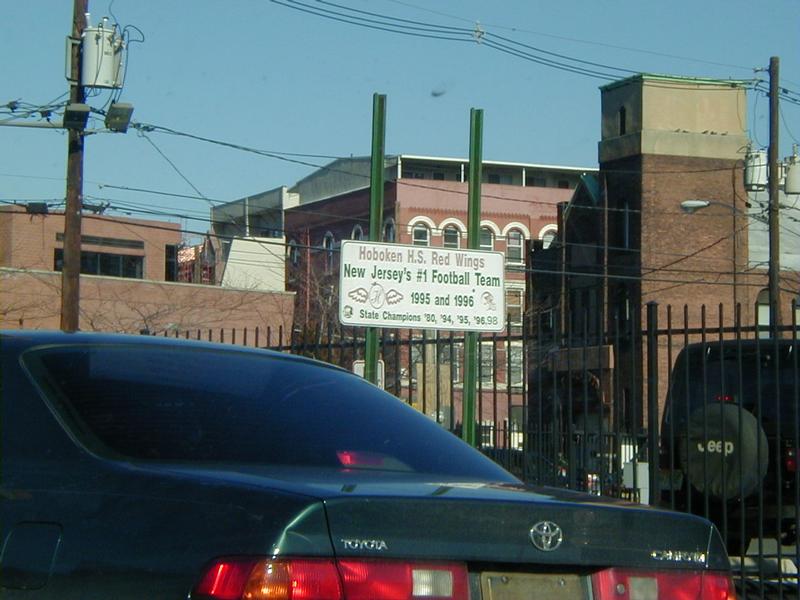 Hoboken H.S. Red Wings
New Jersey's #1 Football Team
1995 and 1996
State Champions '80, '94, '95, '96,98
Jeep
TOYOTA
CAMRY